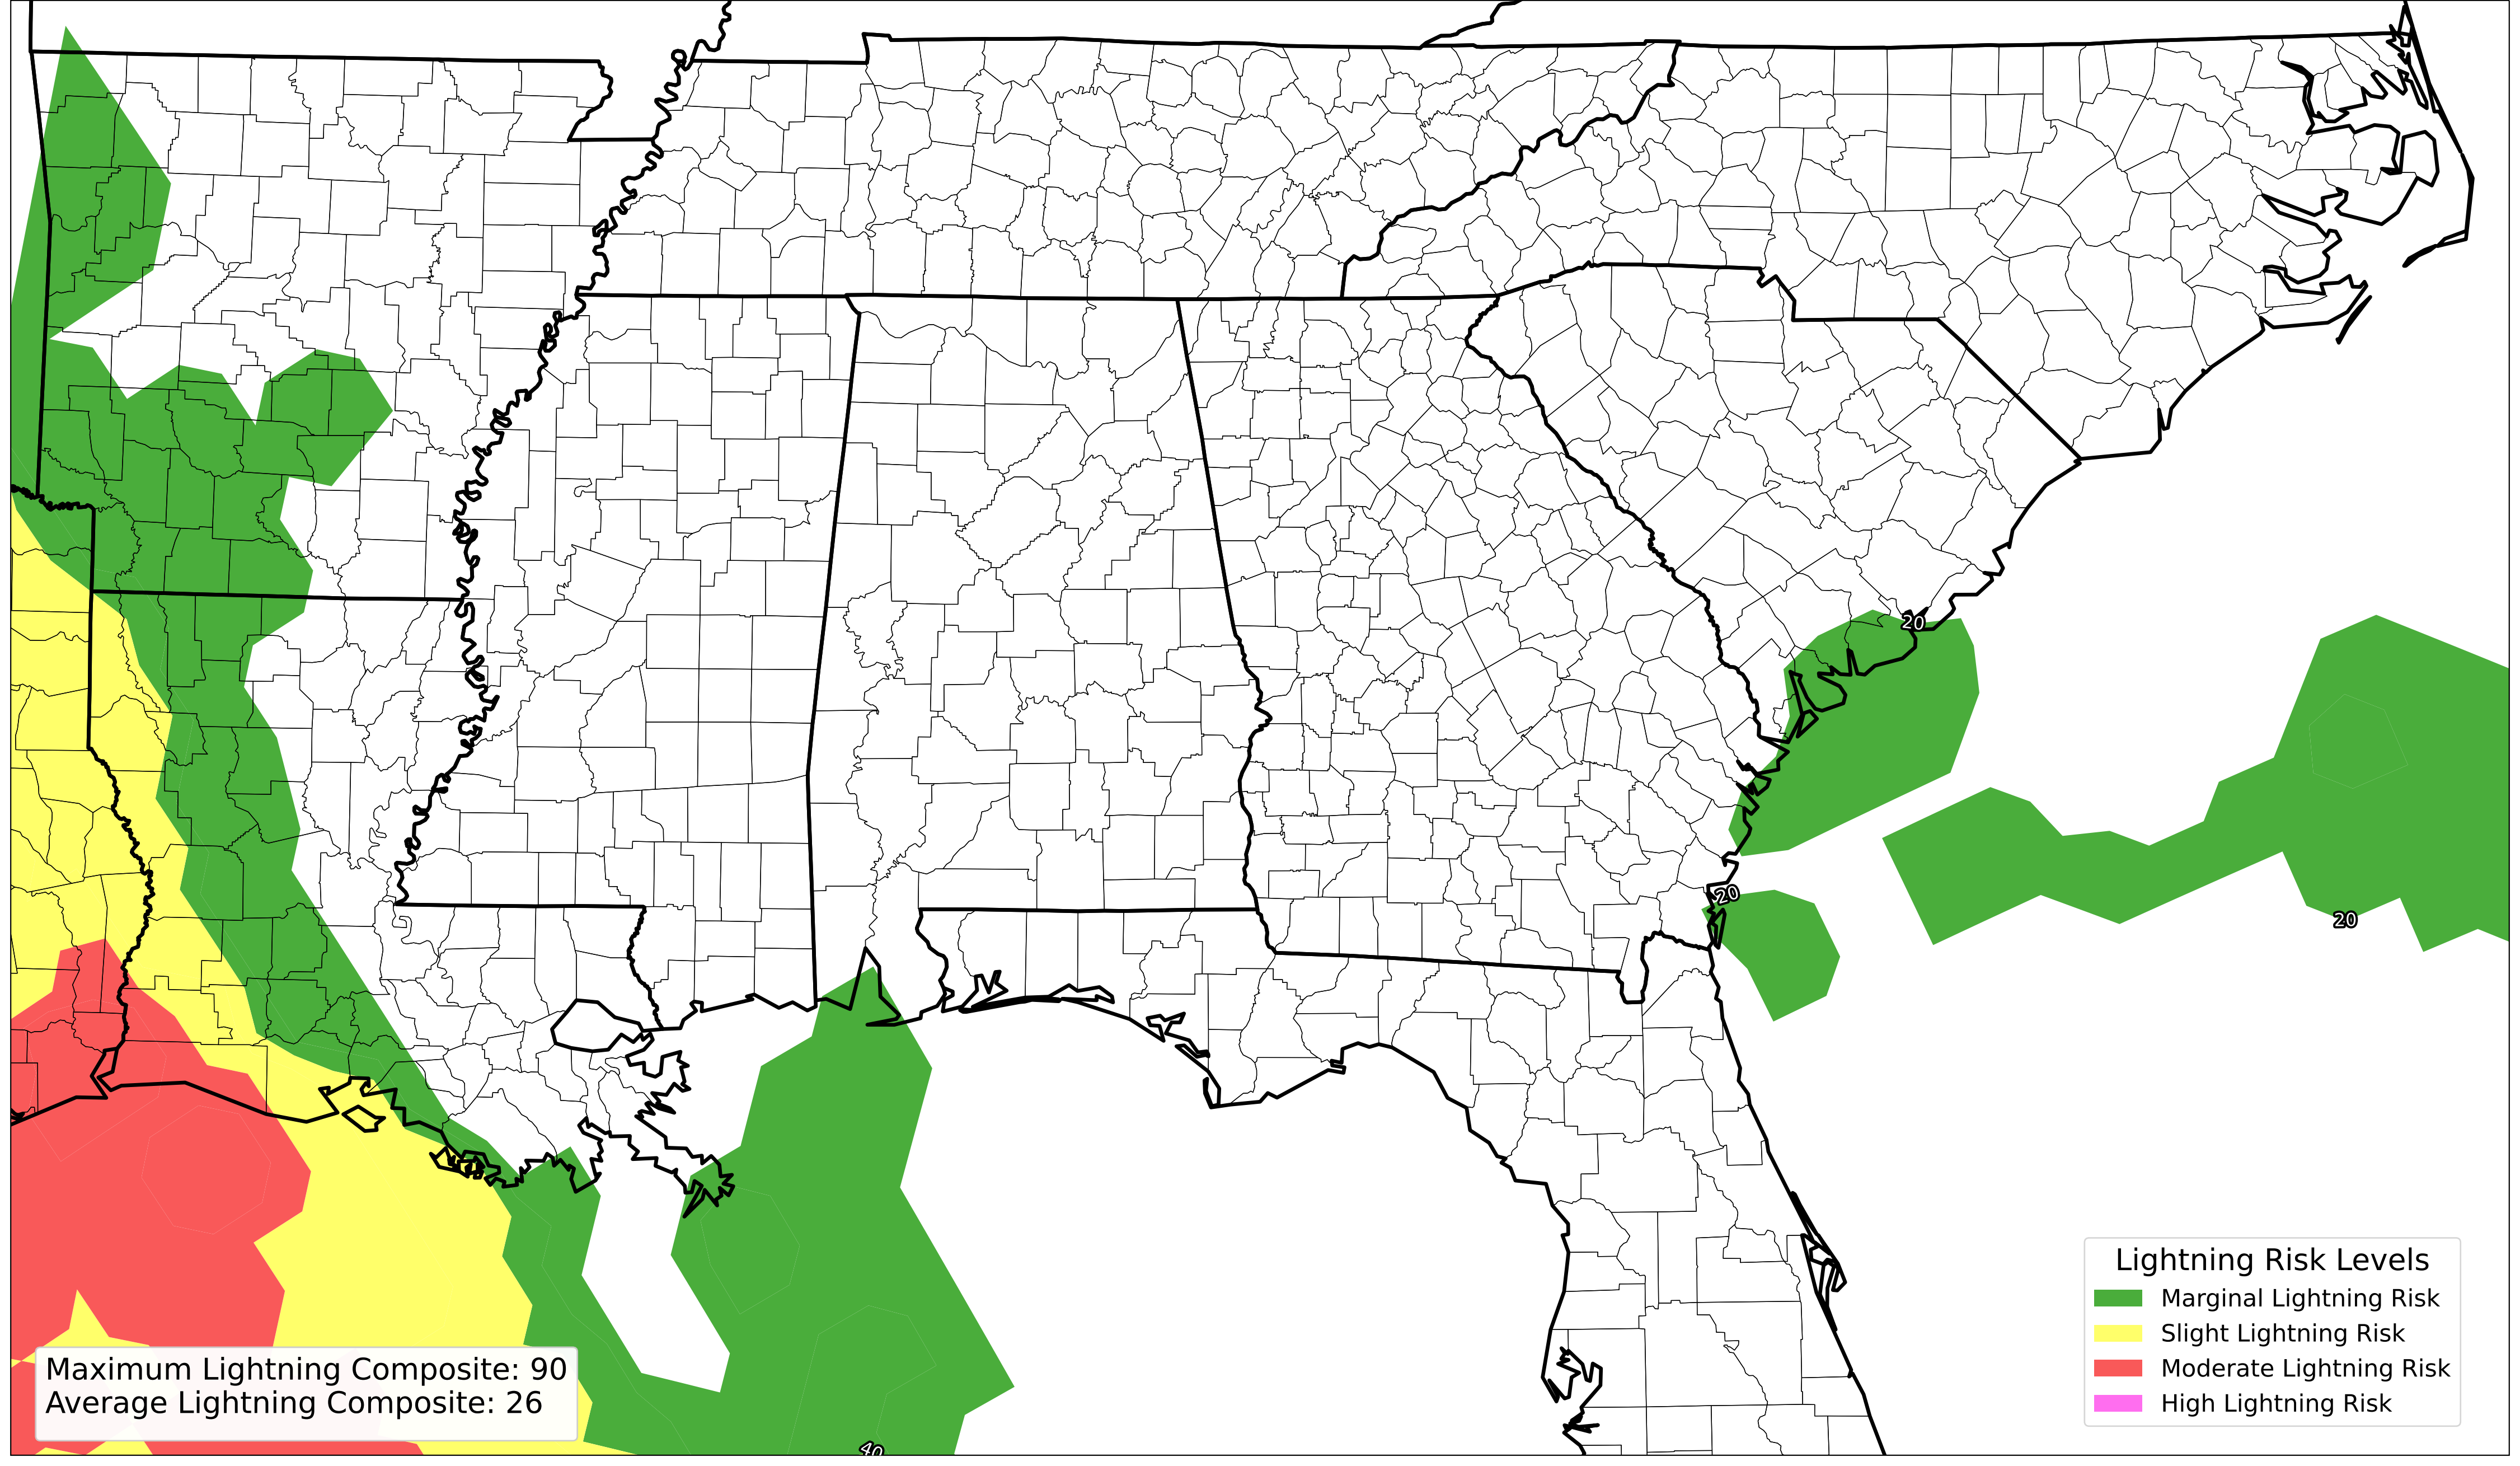 20
20
20
Lightning Risk Levels
Marginal Lightning Risk
Slight Lightning Risk
Moderate Lightning Risk
High Lightning Risk
Maximum Lightning Composite: 90
Average Lightning Composite: 26
40